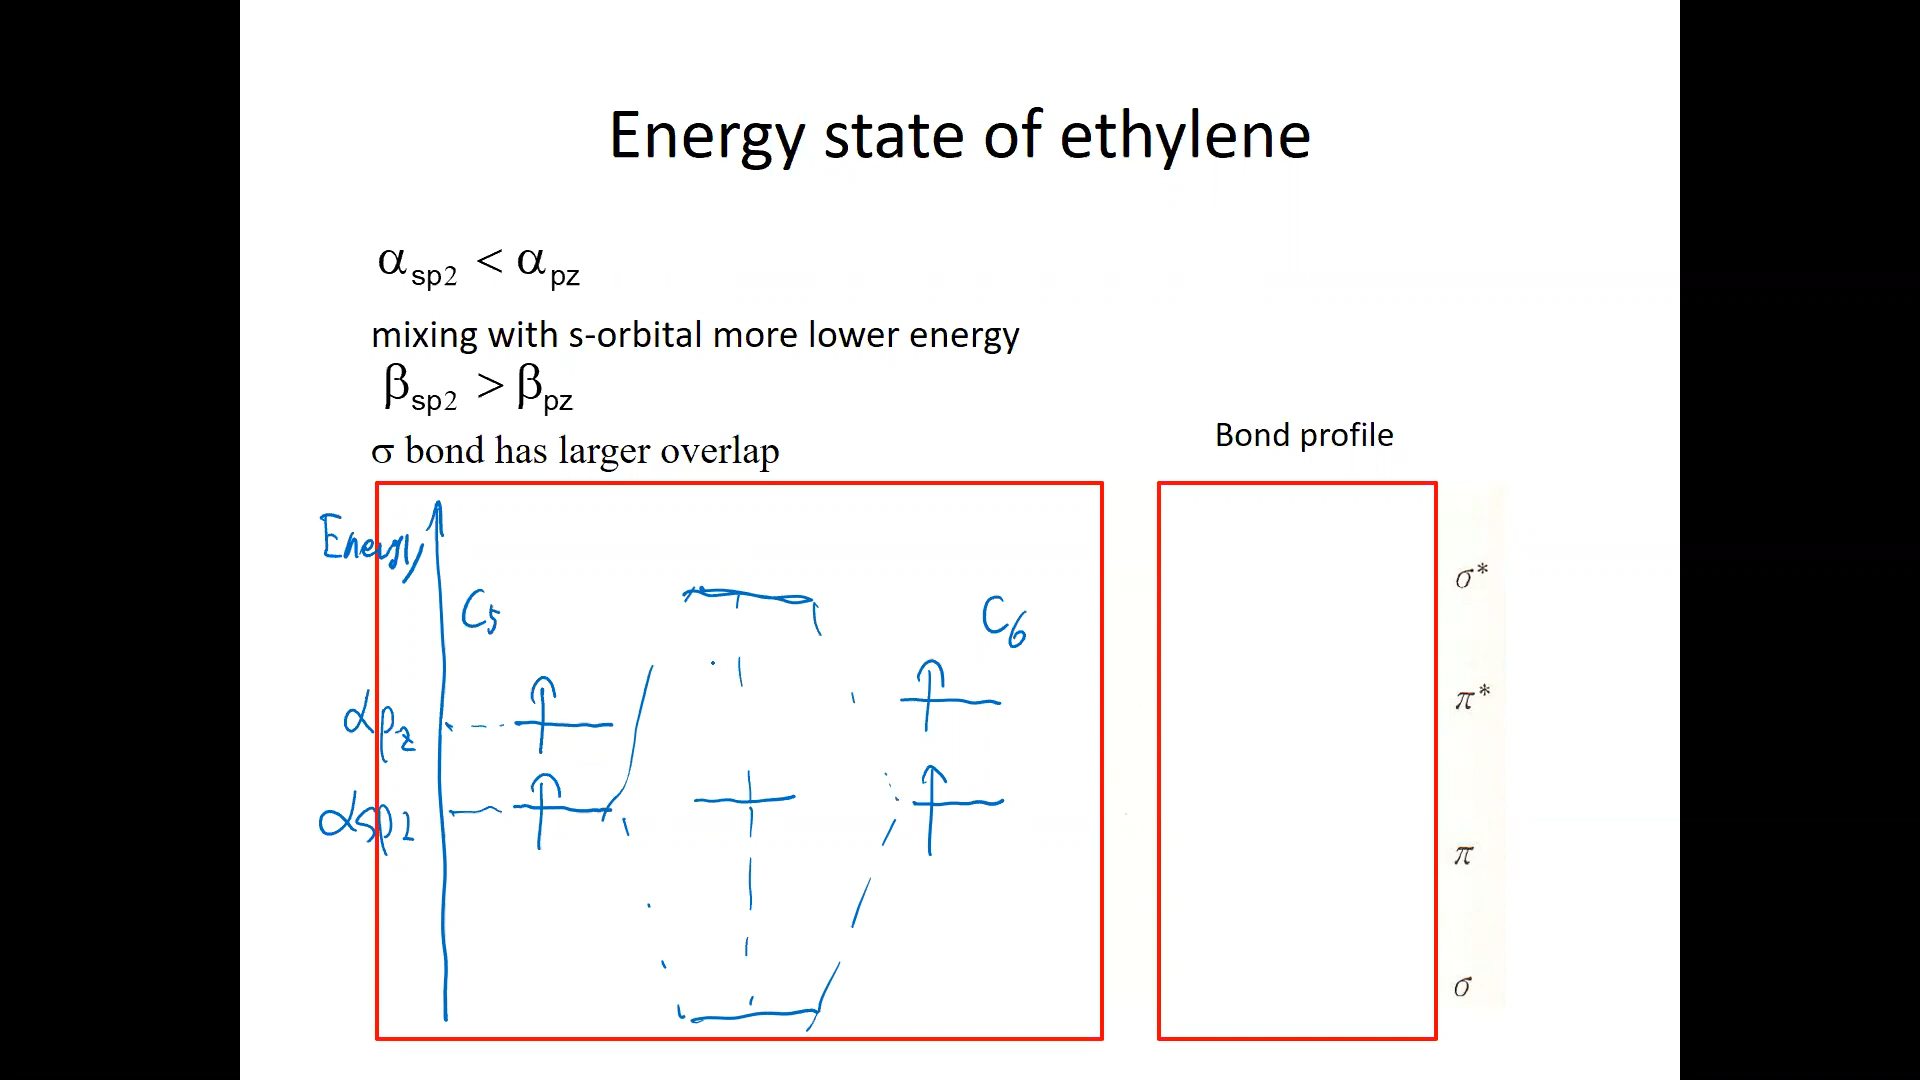 Energy state of ethylene
αsp2 < αpz
mixing with s-orbital more lower energy
βsp2 > βpz
σ bond has larger overlap
Bond profile
Energy
C5
C6
σ*
π*
αpz
αsp2
π
σ